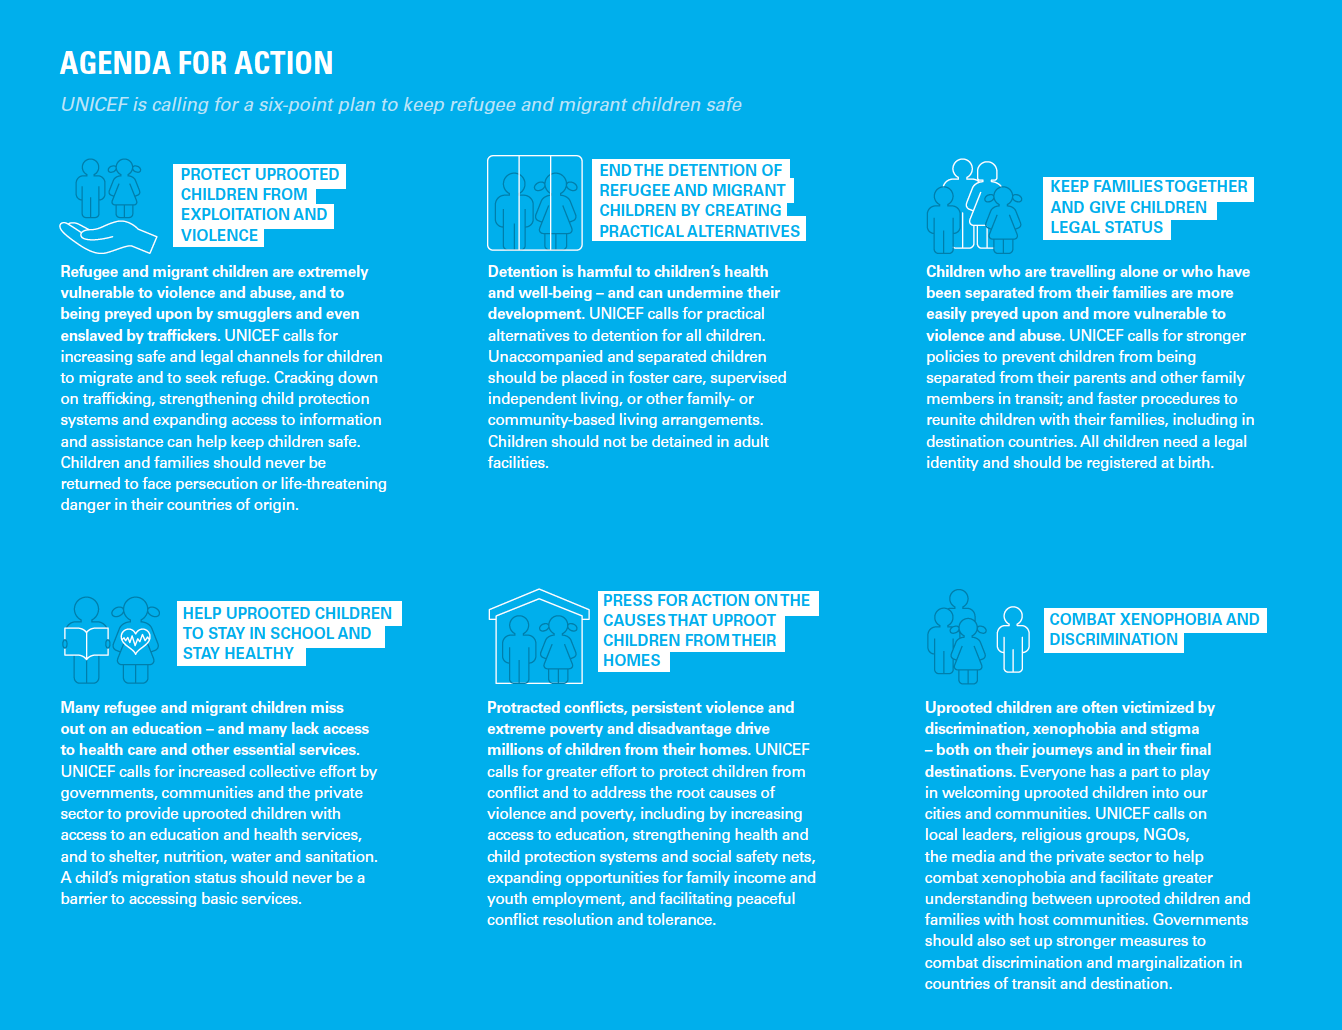 AGENDA FOR ACTION
UNICEF is calling for a six-point plan to keep refugee and migrant children safe
PROTECT UPROOTED
CHILDREN FROM
EXPLOITATION AND
VIOLENCE
Refugee and migrant children are extremely
vulnerable to violence and abuse, and to
being preyed upon by smugglers and even
enslaved by traffickers. UNICEF calls for
increasing safe and legal channels for children
to migrate and to seek refuge. Cracking down
on trafficking, strengthening child protection
systems and expanding access to information
and assistance can help keep children safe.
Children and families should never be
returned to face persecution or life-threatening
danger in their countries of origin.
END THE DETENTION OF
REFUGEE AND MIGRANT
CHILDREN BY CREATING
PRACTICAL ALTERNATIVES
Detention is harmful to children's health
and well-being – and can undermine their
development. UNICEF calls for practical
alternatives to detention for all children.
Unaccompanied and separated children
should be placed in foster care, supervised
independent living, or other family- or
community-based living arrangements.
Children should not be detained in adult
facilities.
KEEP FAMILIES TOGETHER
AND GIVE CHILDREN
LEGAL STATUS
Children who are travelling alone or who have
been separated from their families are more
easily preyed upon and more vulnerable to
violence and abuse. UNICEF calls for stronger
policies to prevent children from being
separated from their parents and other family
members in transit; and faster procedures to
reunite children with their families, including in
destination countries. All children need a legal
identity and should be registered at birth.
HELP UPROOTED CHILDREN
TO STAY IN SCHOOL AND
STAY HEALTHY
Many refugee and migrant children miss
out on an education – and many lack access
to health care and other essential services.
UNICEF calls for increased collective effort by
governments, communities and the private
sector to provide uprooted children with
access to an education and health services,
and to shelter, nutrition, water and sanitation.
A child's migration status should never be a
barrier to accessing basic services.
PRESS FOR ACTION ON THE
CAUSES THAT UPROOT
CHILDREN FROM THEIR
HOMES
Protracted conflicts, persistent violence and
extreme poverty and disadvantage drive
millions of children from their homes. UNICEF
calls for greater effort to protect children from
conflict and to address the root causes of
violence and poverty, including by increasing
access to education, strengthening health and
child protection systems and social safety nets,
expanding opportunities for family income and
youth employment, and facilitating peaceful
conflict resolution and tolerance.
COMBAT XENOPHOBIA AND
DISCRIMINATION
Uprooted children are often victimized by
discrimination, xenophobia and stigma
– both on their journeys and in their final
destinations. Everyone has a part to play
in welcoming uprooted children into our
cities and communities. UNICEF calls on
local leaders, religious groups, NGOs,
the media and the private sector to help
combat xenophobia and facilitate greater
understanding between uprooted children and
families with host communities. Governments
should also set up stronger measures to
combat discrimination and marginalization in
countries of transit and destination.